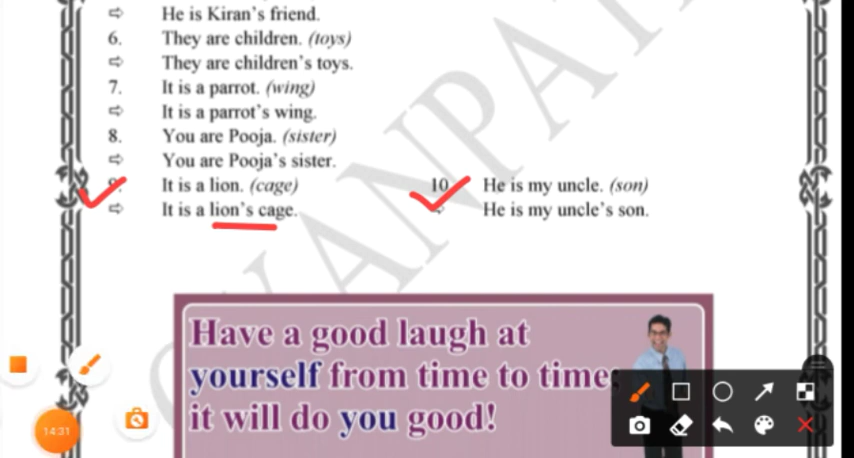 He is Kiran's friend.
6. They are children. (toys)
⇨ They are children's toys.
7. It is a parrot. (wing)
⇨ It is a parrot's wing.
8. You are Pooja. (sister)
⇨ You are Pooja's sister.
It is a lion. (cage) 10 He is my uncle. (son)
⇨ It is a lion's cage. He is my uncle's son.
Have a good laugh at
yourself from time to time
it will do you good!
14:31